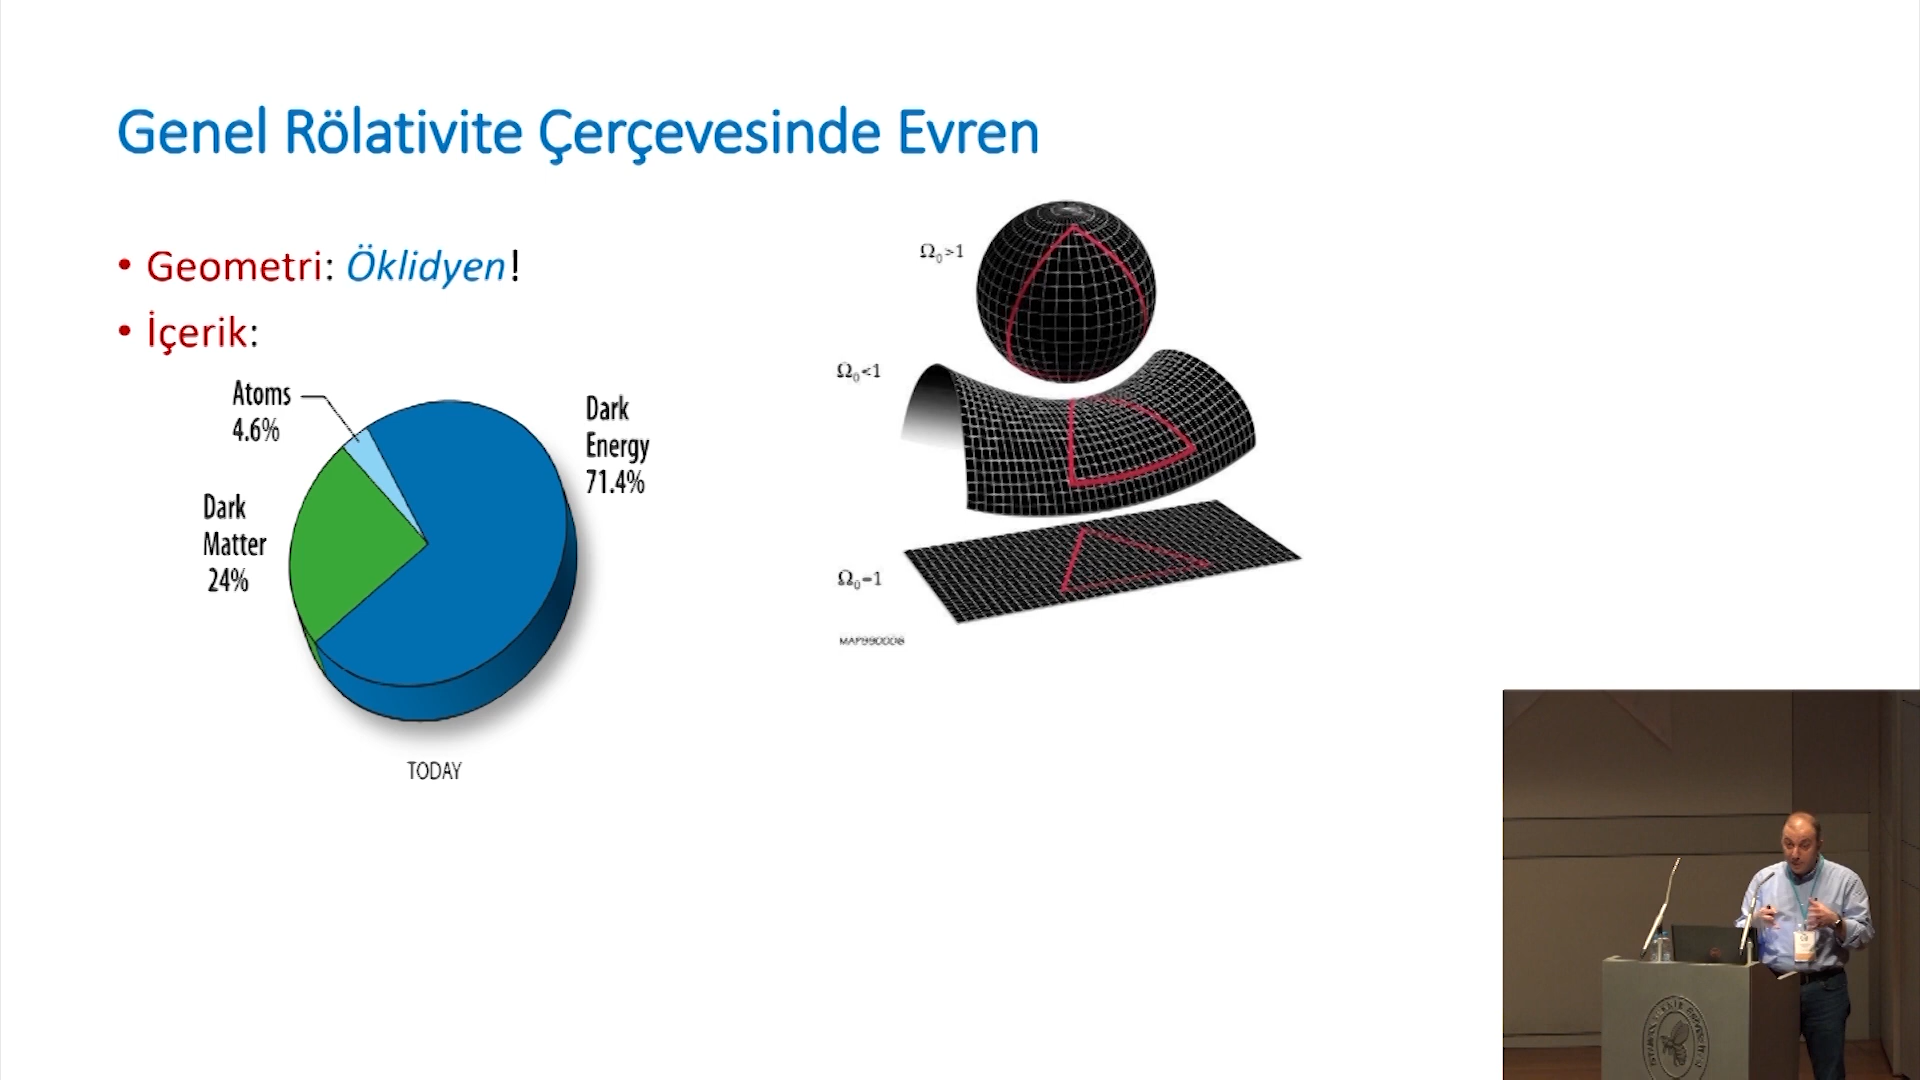 Genel Rölativite Çerçevesinde Evren
• Geometri: Öklidyen!
• İçerik:
Atoms
4.6%
Dark
Energy
71.4%
Dark
Matter
24%
TODAY
Ω₀>1
Ω₀<1
Ω₀=1
MAP990006